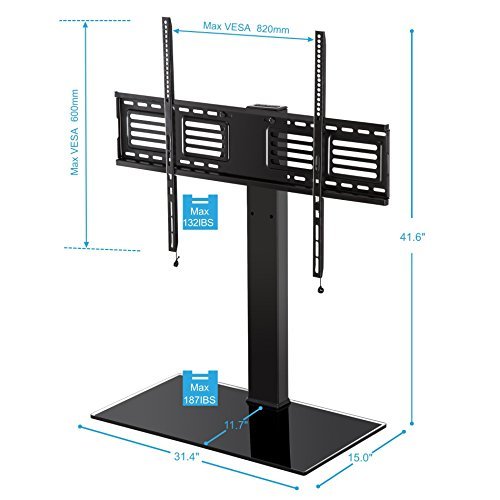 Max VESA 820mm
Max VESA 600mm
Max
132IBS
41.6"
Max
187IBS
11.7"
31.4"
15.0"